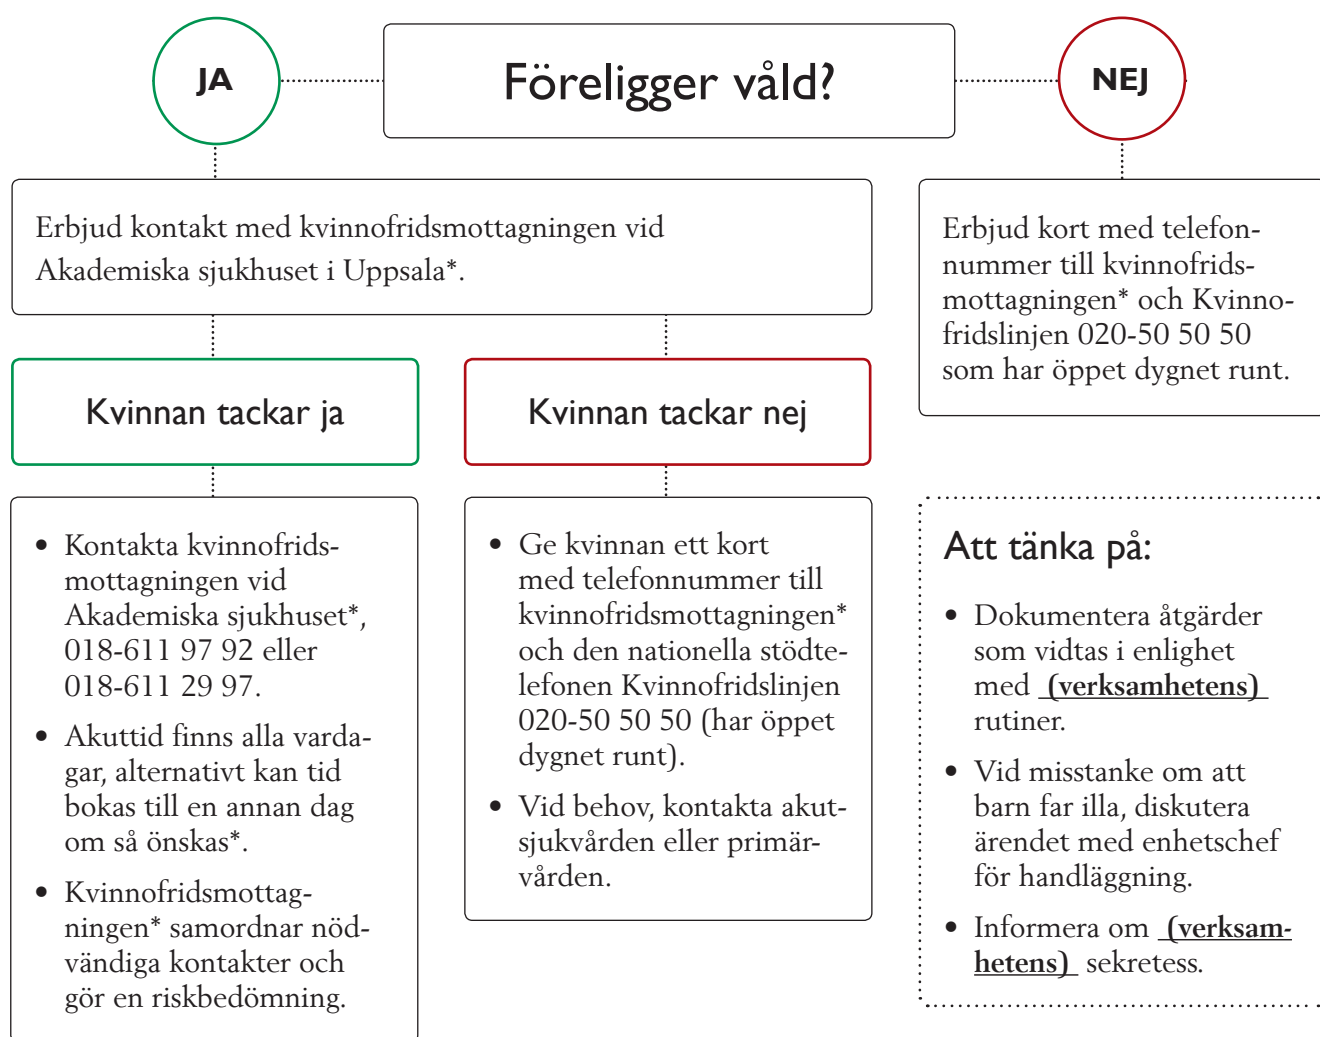 JA
Föreligger våld?
NEJ
Erbjud kontakt med kvinnofridsmottagningen vid
Akademiska sjukhuset i Uppsala*.
Erbjud kort med telefon-
nummer till kvinnofrids-
mottagningen* och Kvinno-
fridslinjen 020-50 50 50
som har öppet dygnet runt.
Kvinnan tackar ja
Kvinnan tackar nej
• Kontakta kvinnofrids-
mottagningen vid
Akademiska sjukhuset*,
018-611 97 92 eller
018-611 29 97.
• Akuttid finns alla varda-
gar, alternativt kan tid
bokas till en annan dag
om så önskas*.
• Kvinnofridsmottag-
ningen* samordnar nöd-
vändiga kontakter och
gör en riskbedömning.
• Ge kvinnan ett kort
med telefonnummer till
kvinnofridsmottagningen*
och den nationella stödte-
lefonen Kvinnofridslinjen
020-50 50 50 (har öppet
dygnet runt).
• Vid behov, kontakta akut-
sjukvården eller primär-
vården.
Att tänka på:
• Dokumentera åtgärder
som vidtas i enlighet
med (verksamhetens)
rutiner.
• Vid misstanke om att
barn far illa, diskutera
ärendet med enhetschef
för handläggning.
• Informera om (verksam-
hetens) sekretess.